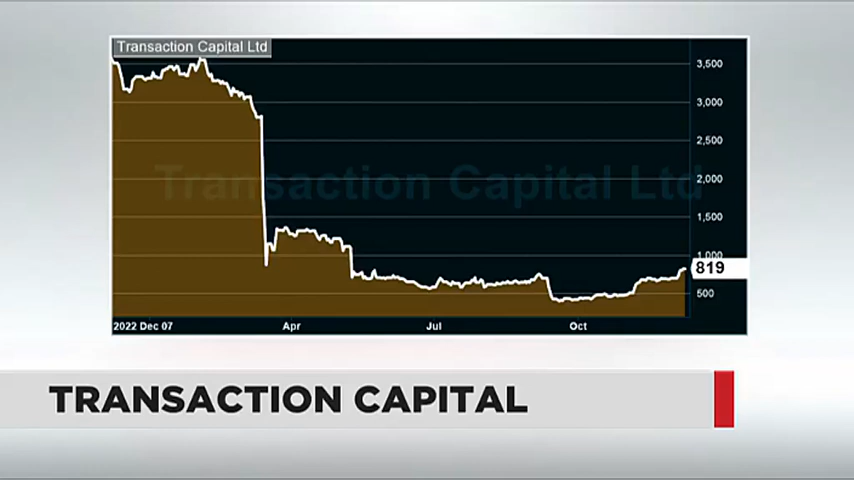 Transaction Capital Ltd
3,500
3,000
2,500
Transaction Capital Ltd
2,000
1,500
1,000
819
500
2022 Dec 07 Apr Jul Oct
TRANSACTION CAPITAL